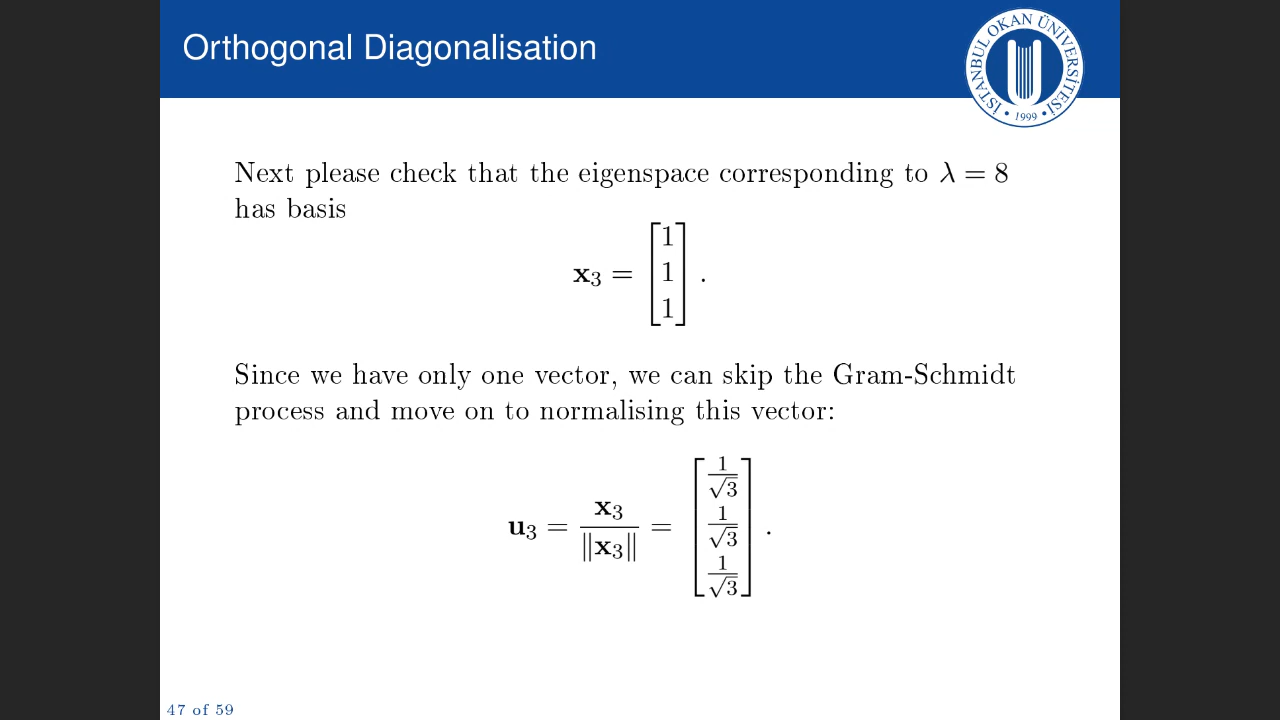 Orthogonal Diagonalisation
İSTANBUL OKAN ÜNİVERSİTESİ
• 1999 •
Next please check that the eigenspace corresponding to λ = 8
has basis
x₃ = [1 1 1] .
Since we have only one vector, we can skip the Gram-Schmidt
process and move on to normalising this vector:
u₃ = x₃/‖x₃‖ = [1/√3 1/√3 1/√3] .
47 of 59